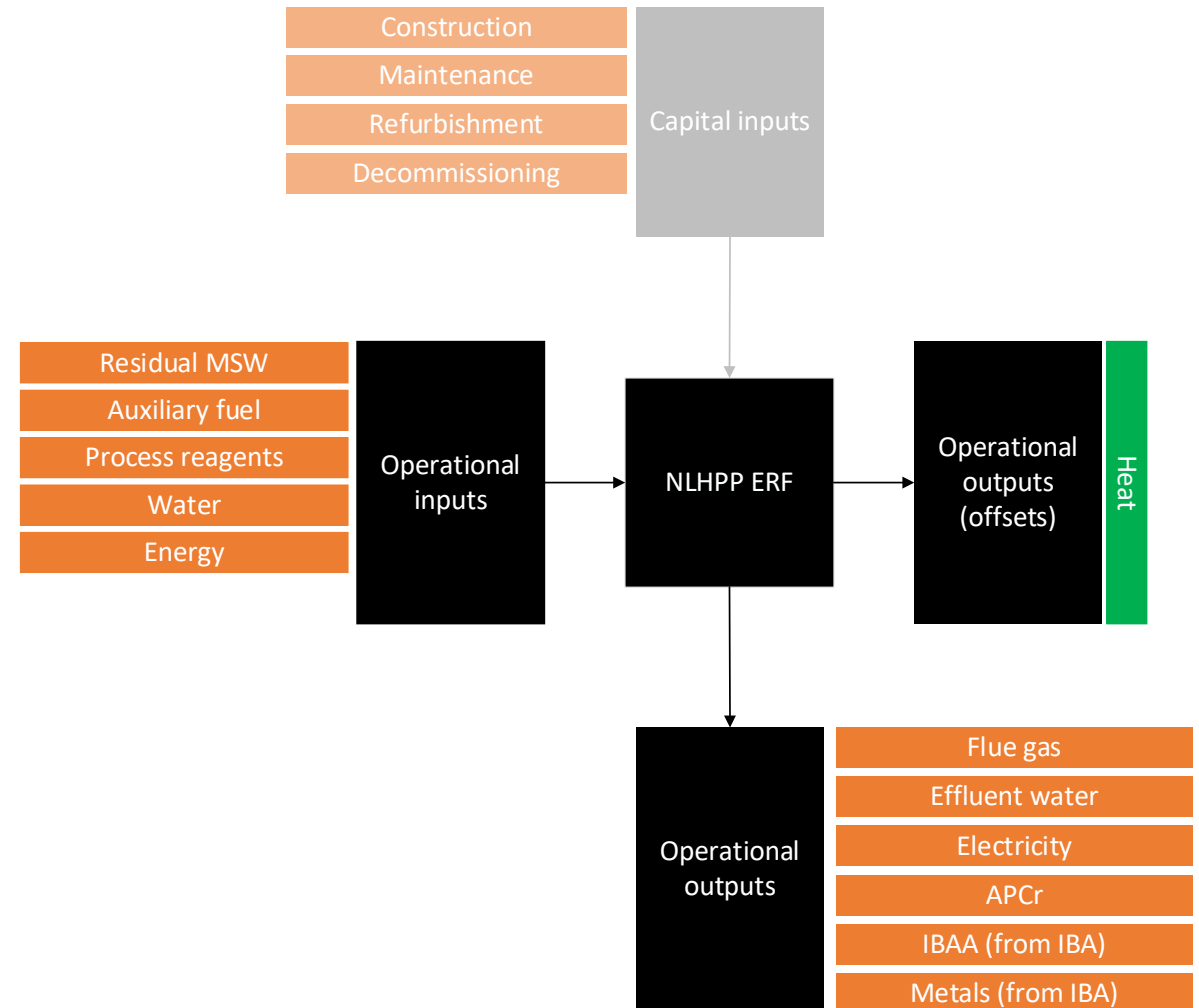 Construction
Maintenance
Refurbishment
Decommissioning
Capital inputs
Residual MSW
Auxiliary fuel
Process reagents
Water
Energy
Operational
inputs
NLHPP ERF
Operational
outputs
(offsets)
Heat
Operational
outputs
Flue gas
Effluent water
Electricity
APCr
IBAA (from IBA)
Metals (from IBA)